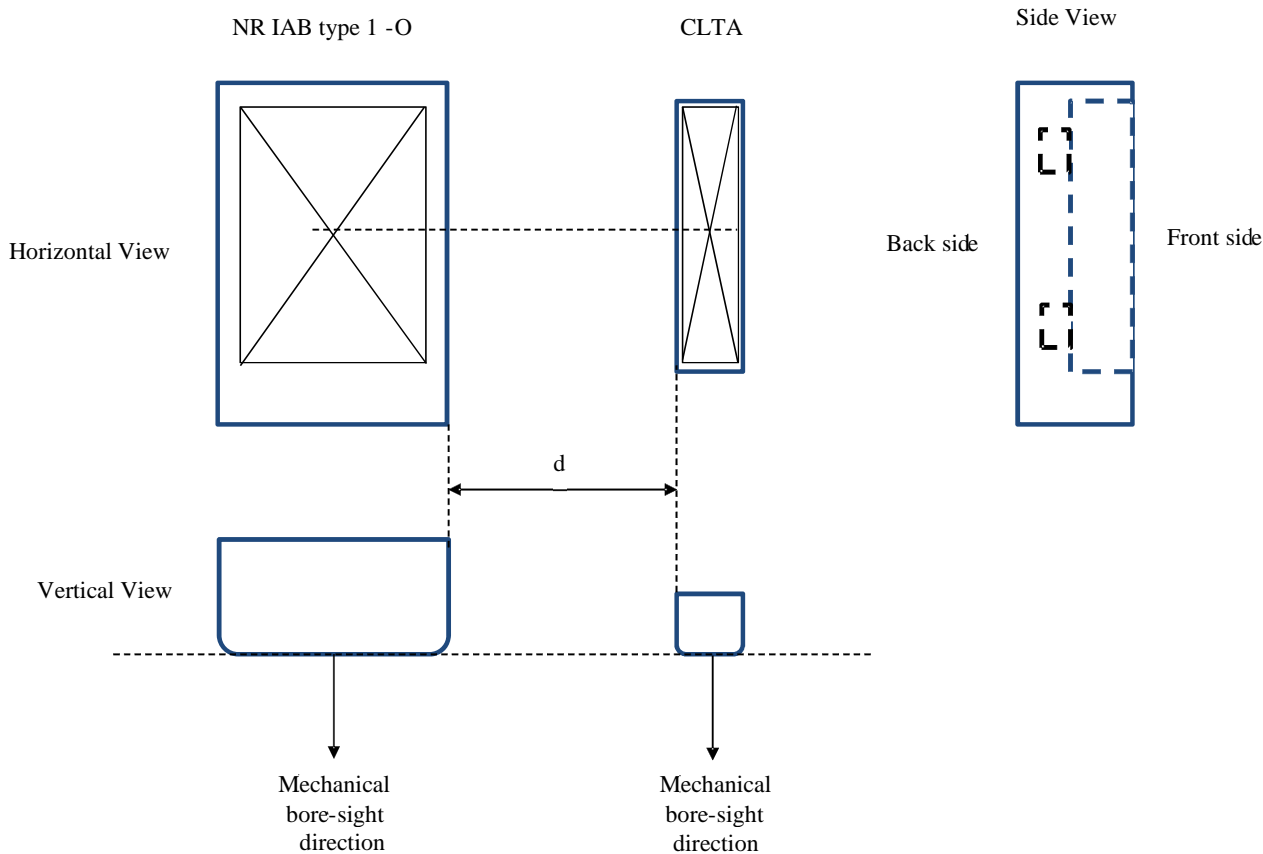 NR IAB type 1 -O
CLTA
Side View
Horizontal View
Back side
Front side
d
Vertical View
Mechanical
bore-sight
direction
Mechanical
bore-sight
direction